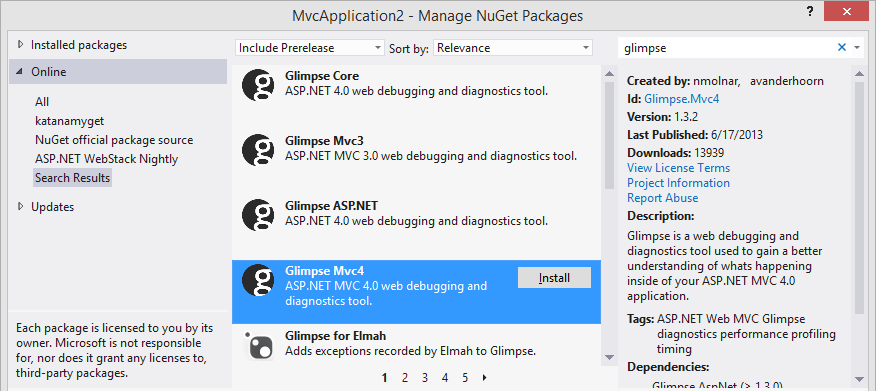 MvcApplication2 - Manage NuGet Packages
?
Installed packages
Online
All
katanamyget
NuGet official package source
ASP.NET WebStack Nightly
Search Results
Updates
Each package is licensed to you by its
owner. Microsoft is not responsible
for, nor does it grant any licenses to,
third-party packages.
Include Prerelease
Sort by: Relevance
Glimpse Core
ASP.NET 4.0 web debugging and diagnostics tool.
Glimpse Mvc3
ASP.NET MVC 3.0 web debugging and diagnostics tool.
Glimpse ASP.NET
ASP.NET 4.0 web debugging and diagnostics tool.
Glimpse Mvc4
ASP.NET MVC 4.0 web debugging and
diagnostics tool.
Install
Glimpse for Elmah
Adds exceptions recorded by Elmah to Glimpse.
1 2 3 4 5
glimpse
Created by: nmolnar, avanderhoorn
Id: Glimpse.Mvc4
Version: 1.3.2
Last Published: 6/17/2013
Downloads: 13939
View License Terms
Project Information
Report Abuse
Description:
Glimpse is a web debugging and
diagnostics tool used to gain a better
understanding of whats happening
inside of your ASP.NET MVC 4.0
application.
Tags: ASP.NET Web MVC Glimpse
diagnostics performance profiling
timing
Dependencies:
Glimpse.AspNet (≥ 1.3.0)